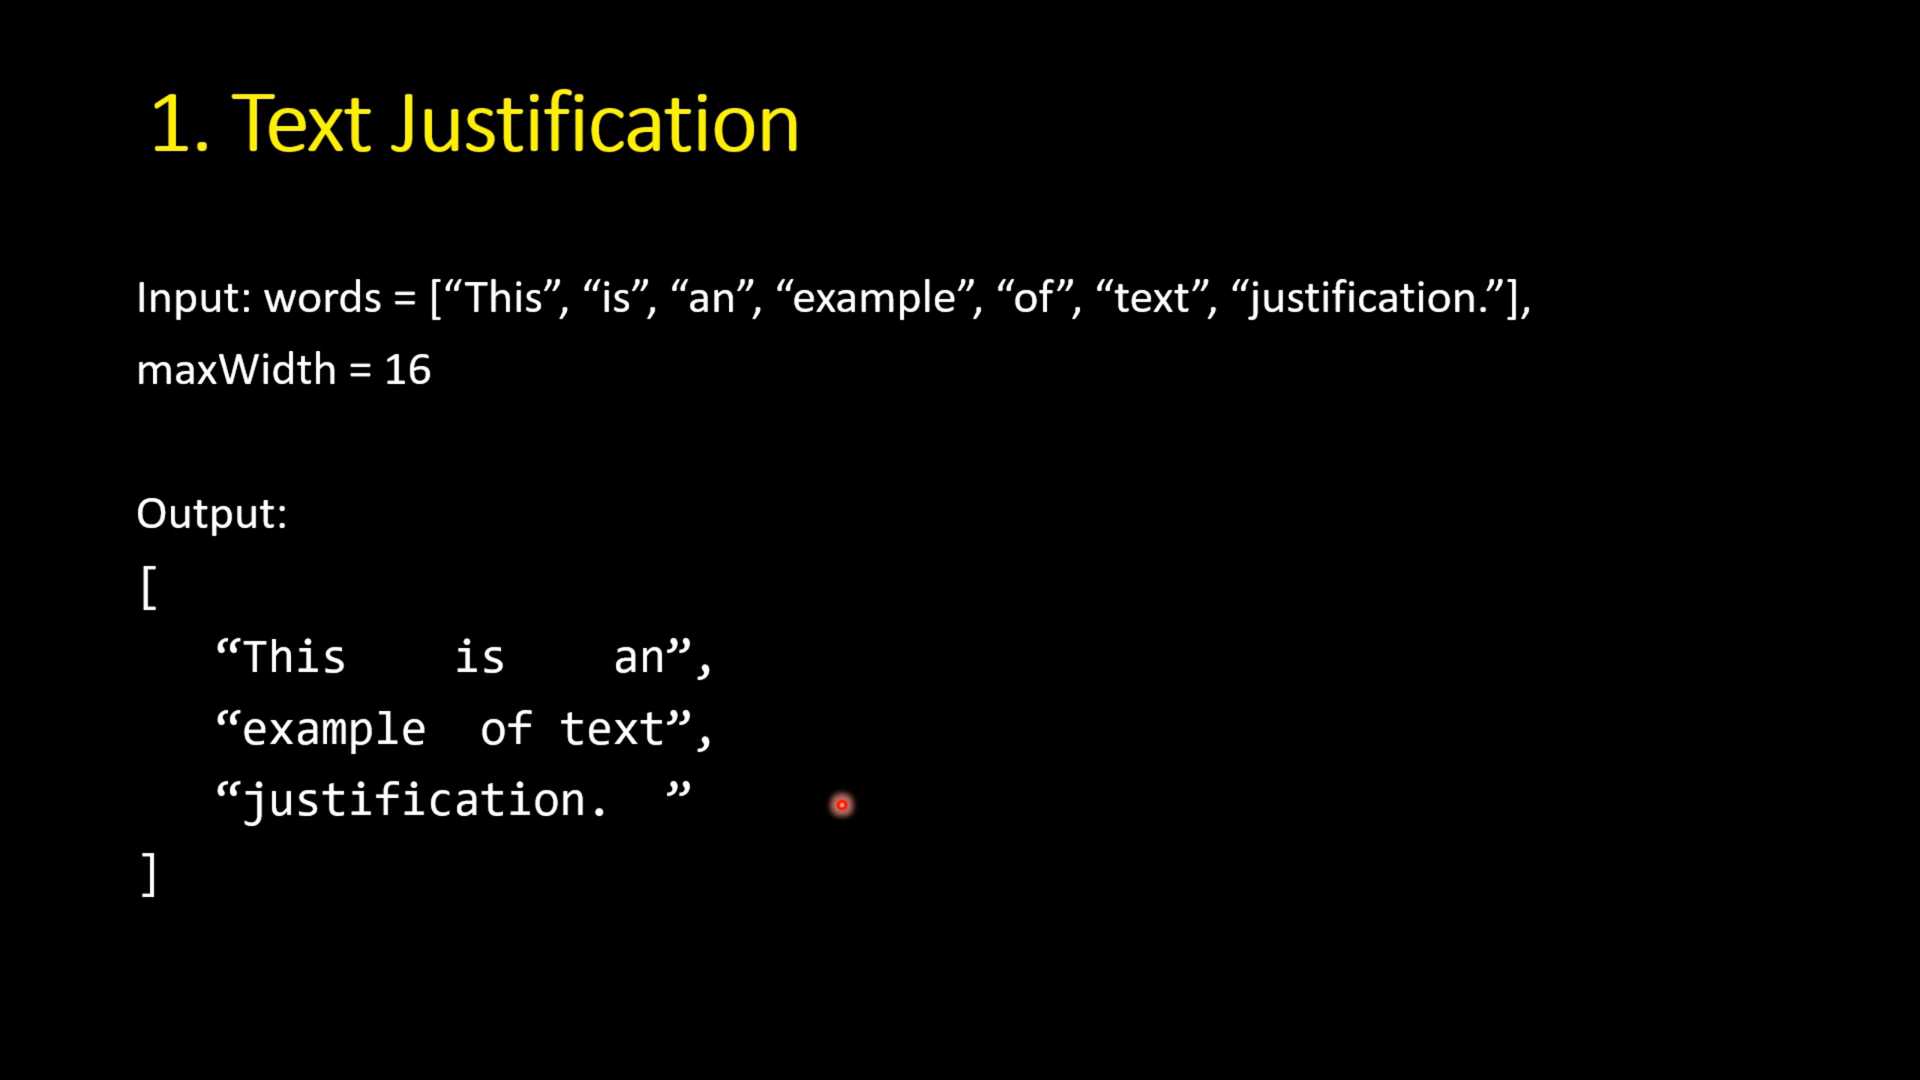 1. Text Justification
Input: words = [“This”, “is”, “an”, “example”, “of”, “text”, “justification.”],
maxWidth = 16
Output:
[
“This    is    an”,
“example  of text”,
“justification.  ”
]